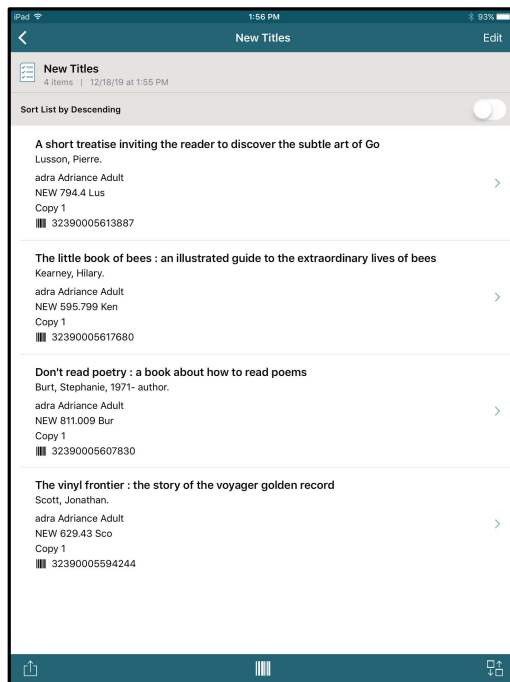 iPad
1:56 PM
93%
New Titles
Edit
New Titles
4 items | 12/18/19 at 1:55 PM
Sort List by Descending
A short treatise inviting the reader to discover the subtle art of Go
Lusson, Pierre.
adra Adriance Adult
NEW 794.4 Lus
Copy 1
32390005613887
The little book of bees : an illustrated guide to the extraordinary lives of bees
Kearney, Hilary.
adra Adriance Adult
NEW 595.799 Ken
Copy 1
32390005617680
Don't read poetry : a book about how to read poems
Burt, Stephanie, 1971- author.
adra Adriance Adult
NEW 811.009 Bur
Copy 1
32390005607830
The vinyl frontier : the story of the voyager golden record
Scott, Jonathan.
adra Adriance Adult
NEW 629.43 Sco
Copy 1
32390005594244